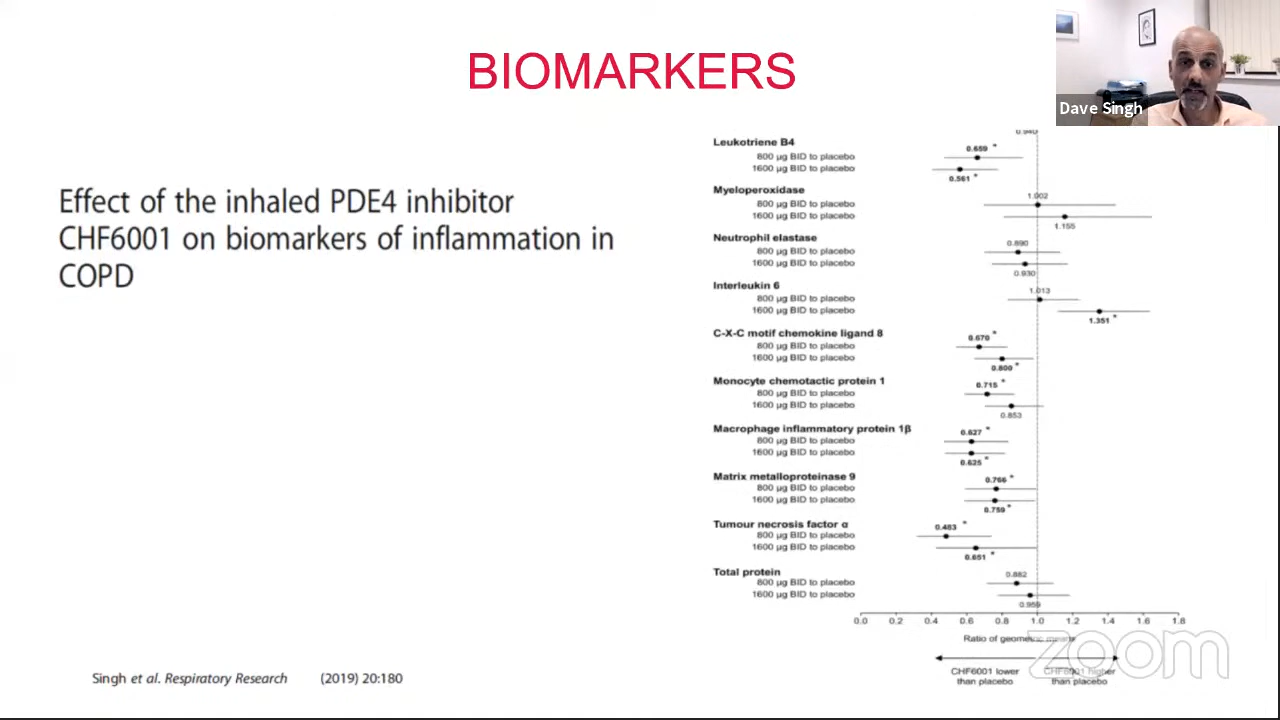 BIOMARKERS
Dave Singh
Effect of the inhaled PDE4 inhibitor
CHF6001 on biomarkers of inflammation in
COPD
Leukotriene B4
800 µg BID to placebo
0.659 *
1600 µg BID to placebo
0.561 *
Myeloperoxidase
800 µg BID to placebo
1.002
1600 µg BID to placebo
1.155
Neutrophil elastase
800 µg BID to placebo
0.890
1600 µg BID to placebo
0.930
Interleukin 6
800 µg BID to placebo
1.013
1600 µg BID to placebo
1.351 *
C-X-C motif chemokine ligand 8
800 µg BID to placebo
0.670 *
1600 µg BID to placebo
0.800 *
Monocyte chemotactic protein 1
800 µg BID to placebo
0.715 *
1600 µg BID to placebo
0.853
Macrophage inflammatory protein 1β
800 µg BID to placebo
0.627 *
1600 µg BID to placebo
0.625 *
Matrix metalloproteinase 9
800 µg BID to placebo
0.766 *
1600 µg BID to placebo
0.759 *
Tumour necrosis factor α
800 µg BID to placebo
0.483 *
1600 µg BID to placebo
0.651 *
Total protein
800 µg BID to placebo
0.882
1600 µg BID to placebo
0.959
0.0 0.2 0.4 0.6 0.8 1.0 1.2 1.4 1.6 1.8
Ratio of geometric means
CHF6001 lower
than placebo
CHF6001 higher
than placebo
zoom
Singh et al. Respiratory Research (2019) 20:180